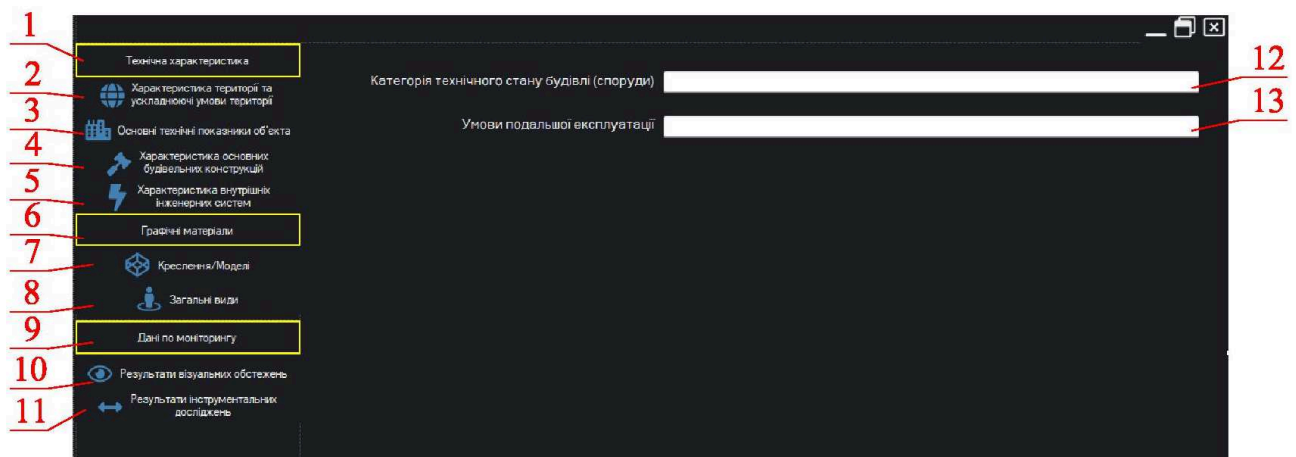 1
Технічна характеристика
2
Характеристика території та
ускладнюючі умови території
3
Основні технічні показники об'єкта
4
Характеристика основних
будівельних конструкцій
5
Характеристика внутрішніх
інженерних систем
6
Графічні матеріали
7
Креслення/Моделі
8
Загальні види
9
Дані по моніторингу
10
Результати візуальних обстежень
11
Результати інструментальних
досліджень
Категорія технічного стану будівлі (споруди)
12
Умови подальшої експлуатації
13